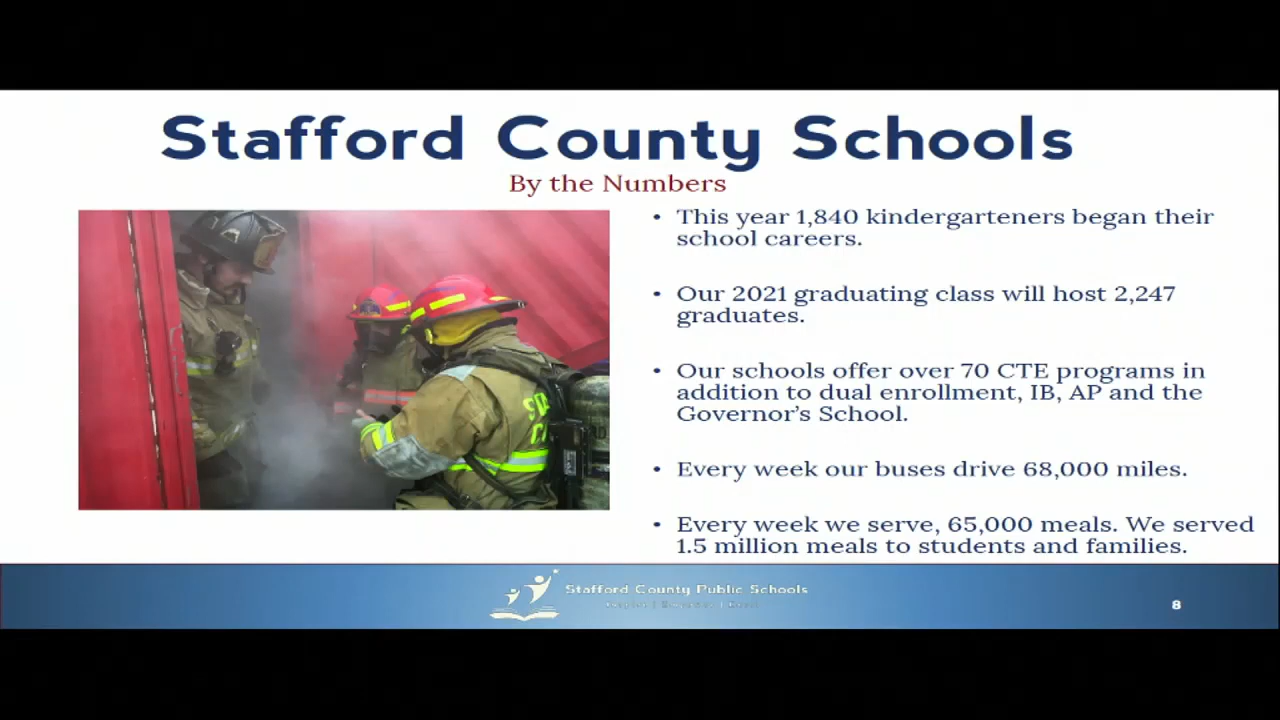 Stafford County Schools
By the Numbers
• This year 1,840 kindergarteners began their
school careers.
• Our 2021 graduating class will host 2,247
graduates.
• Our schools offer over 70 CTE programs in
addition to dual enrollment, IB, AP and the
Governor's School.
• Every week our buses drive 68,000 miles.
• Every week we serve, 65,000 meals. We served
1.5 million meals to students and families.
Stafford County Public Schools
8